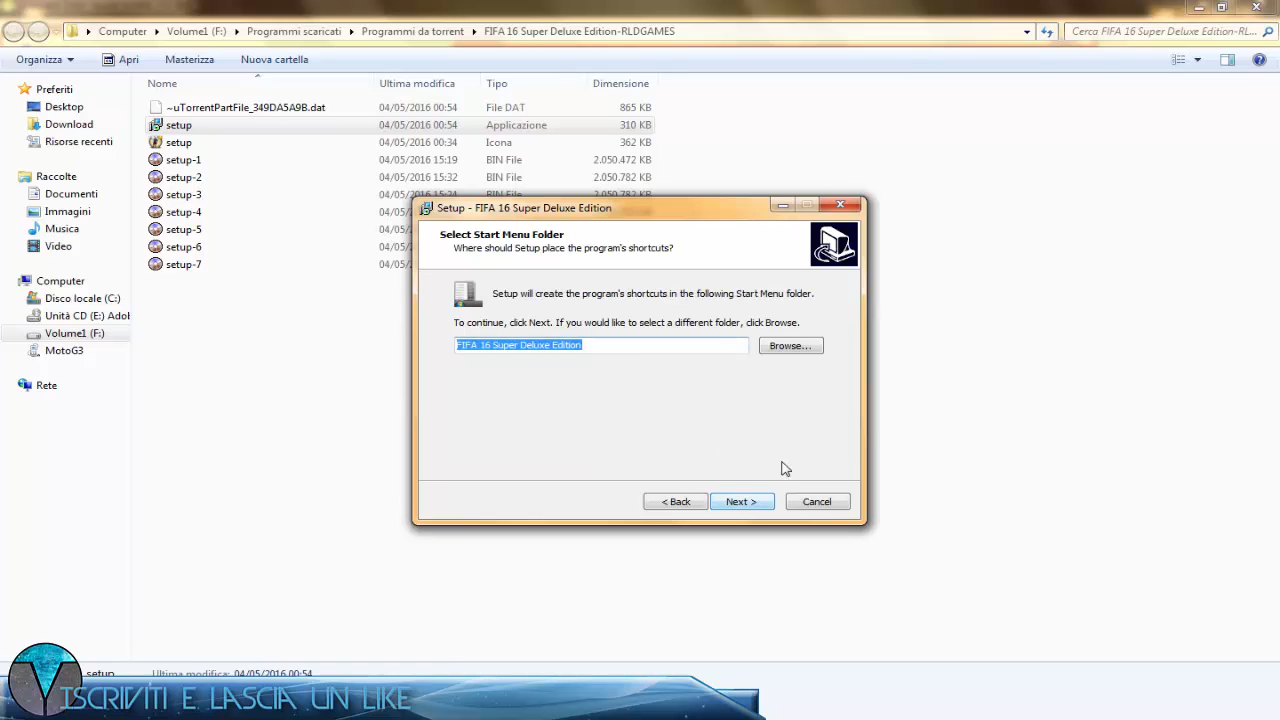 Computer Volume1 (F:) Programmi scaricati Programmi da torrent FIFA 16 Super Deluxe Edition-RLDGAMES Cerca FIFA 16 Super Deluxe Edition-RL...
Organizza Apri Masterizza Nuova cartella
Nome Ultima modifica Tipo Dimensione
Preferiti
Desktop
Download
Risorse recenti
Raccolte
Documenti
Immagini
Musica
Video
Computer
Disco locale (C:)
Unità CD (E:) Adol
Volume1 (F:)
MotoG3
Rete
~uTorrentPartFile_349DA5A9B.dat 04/05/2016 00:54 File DAT 865 KB
setup 04/05/2016 00:54 Applicazione 310 KB
setup 04/05/2016 00:34 Icona 362 KB
setup-1 04/05/2016 15:19 BIN File 2.050.472 KB
setup-2 04/05/2016 15:32 BIN File 2.050.782 KB
setup-3 04/05/2016 15:24 BIN File 2.050.782 KB
setup-4 04/
setup-5 04/
setup-6 04/
setup-7 04/
Setup - FIFA 16 Super Deluxe Edition
Select Start Menu Folder
Where should Setup place the program's shortcuts?
Setup will create the program's shortcuts in the following Start Menu folder.
To continue, click Next. If you would like to select a different folder, click Browse.
FIFA 16 Super Deluxe Edition Browse...
< Back Next > Cancel
setup Ultima modifica: 04/05/2016 00:54
ISCRIVITI E LASCIA UN LIKE